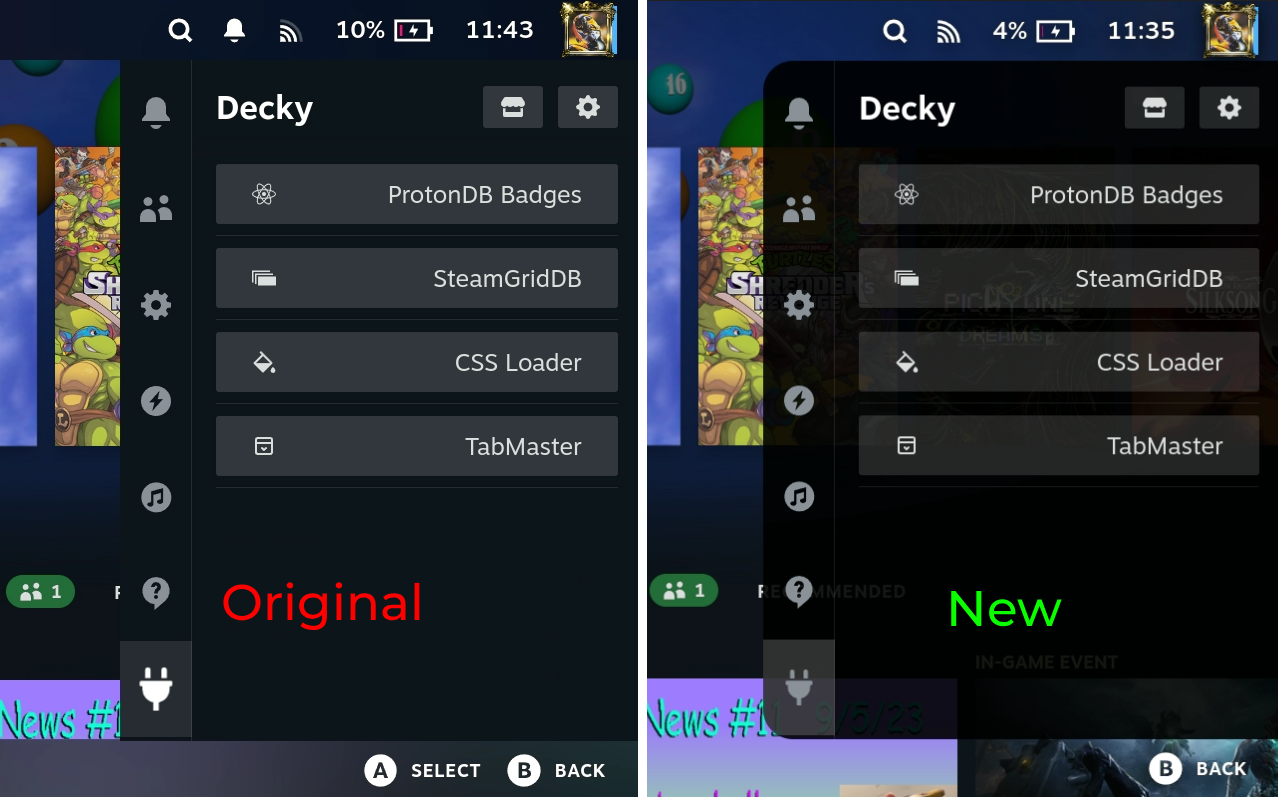 10% 11:43
Decky
ProtonDB Badges
SteamGridDB
CSS Loader
TabMaster
1
Original
News #1
A SELECT B BACK
4% 11:35
16
Decky
ProtonDB Badges
SteamGridDB
CSS Loader
TabMaster
1
RECOMMENDED
New
IN-GAME EVENT
News #11 9/5/23
B BACK